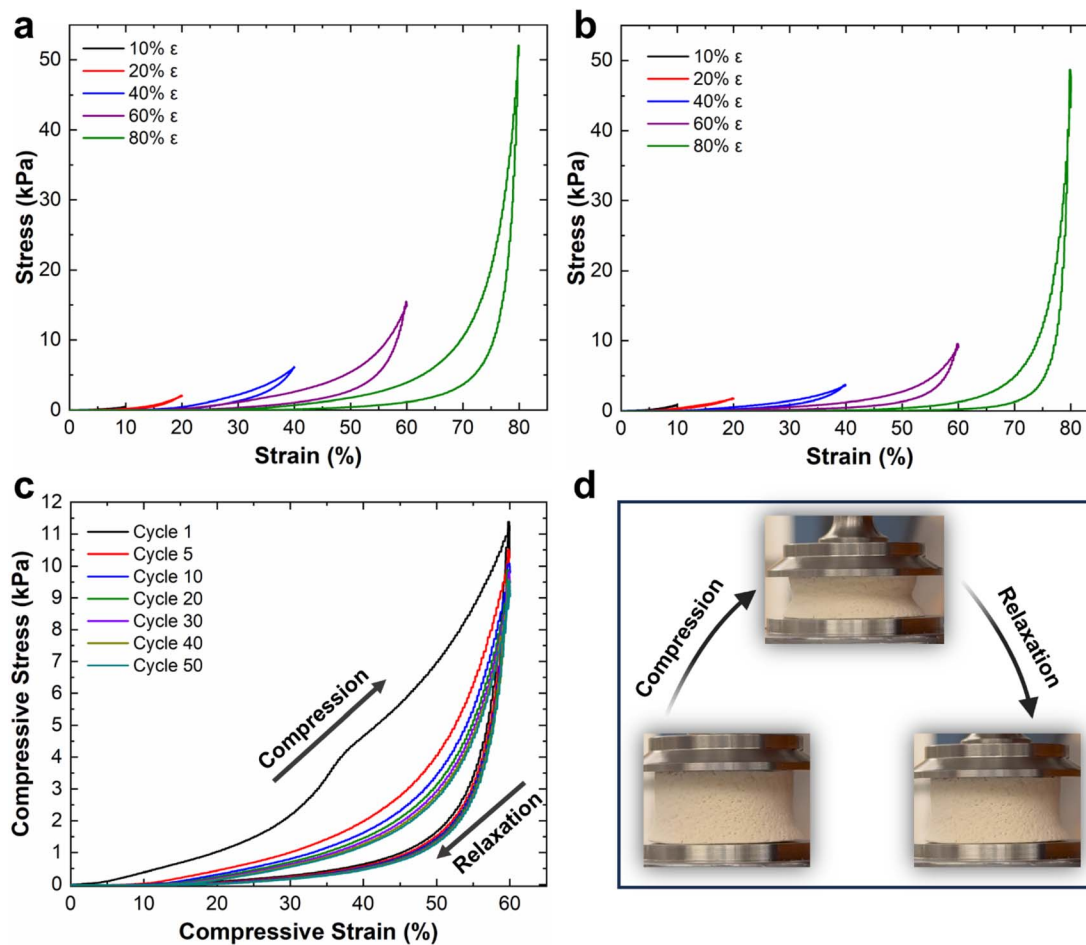 a
50
40
30
20
10
0
Stress (kPa)
10% ε
20% ε
40% ε
60% ε
80% ε
0 10 20 30 40 50 60 70 80
Strain (%)
b
50
40
30
20
10
0
Stress (kPa)
10% ε
20% ε
40% ε
60% ε
80% ε
0 10 20 30 40 50 60 70 80
Strain (%)
c
12
11
10
9
8
7
6
5
4
3
2
1
0
Compressive Stress (kPa)
Cycle 1
Cycle 5
Cycle 10
Cycle 20
Cycle 30
Cycle 40
Cycle 50
Compression
Relaxation
0 10 20 30 40 50 60
Compressive Strain (%)
d
Compression
Relaxation